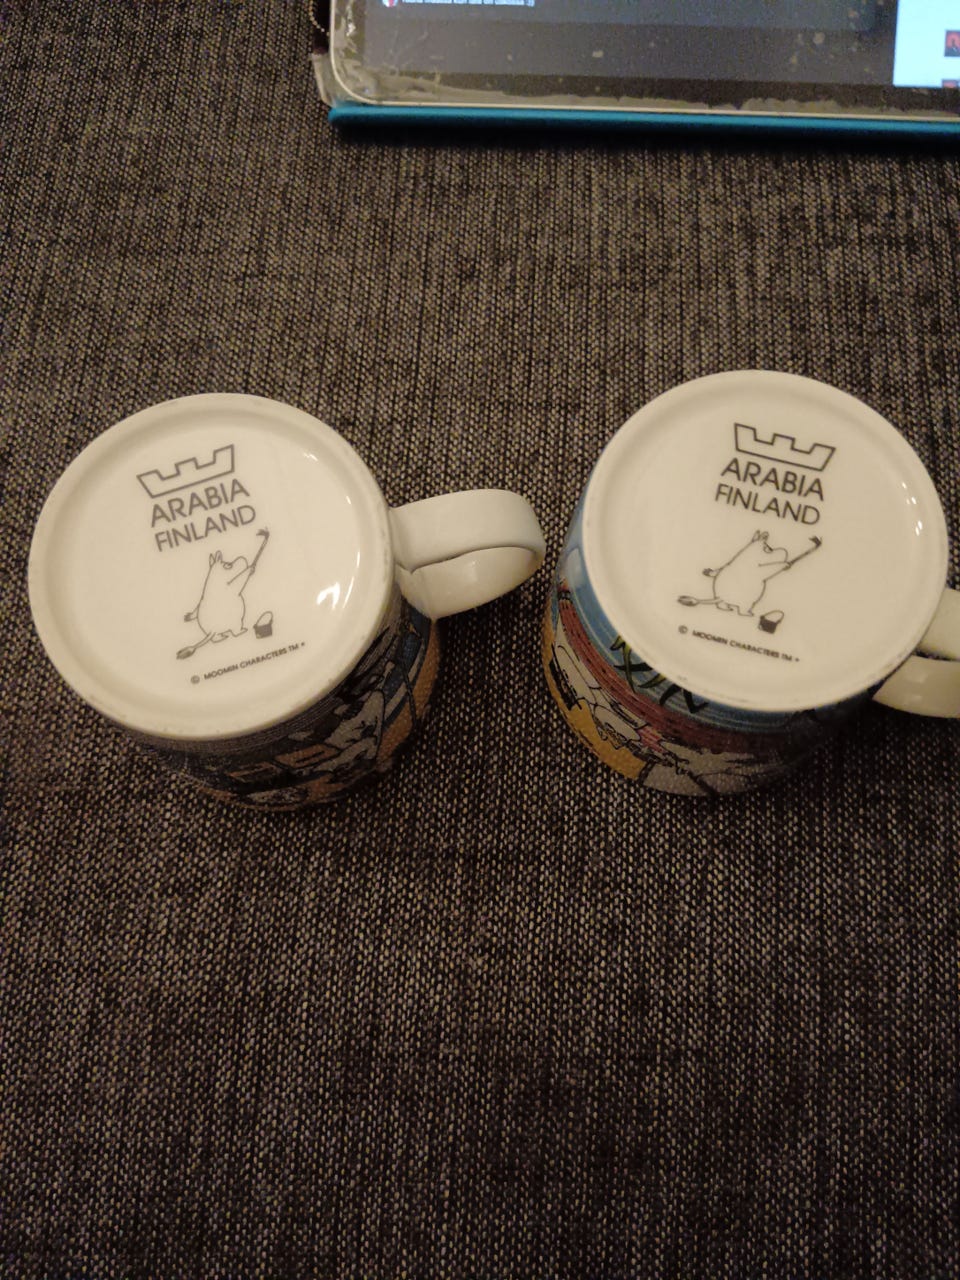 ARABIA
FINLAND
© MOOMIN CHARACTERS TM *
ARABIA
FINLAND
© MOOMIN CHARACTERS TM *